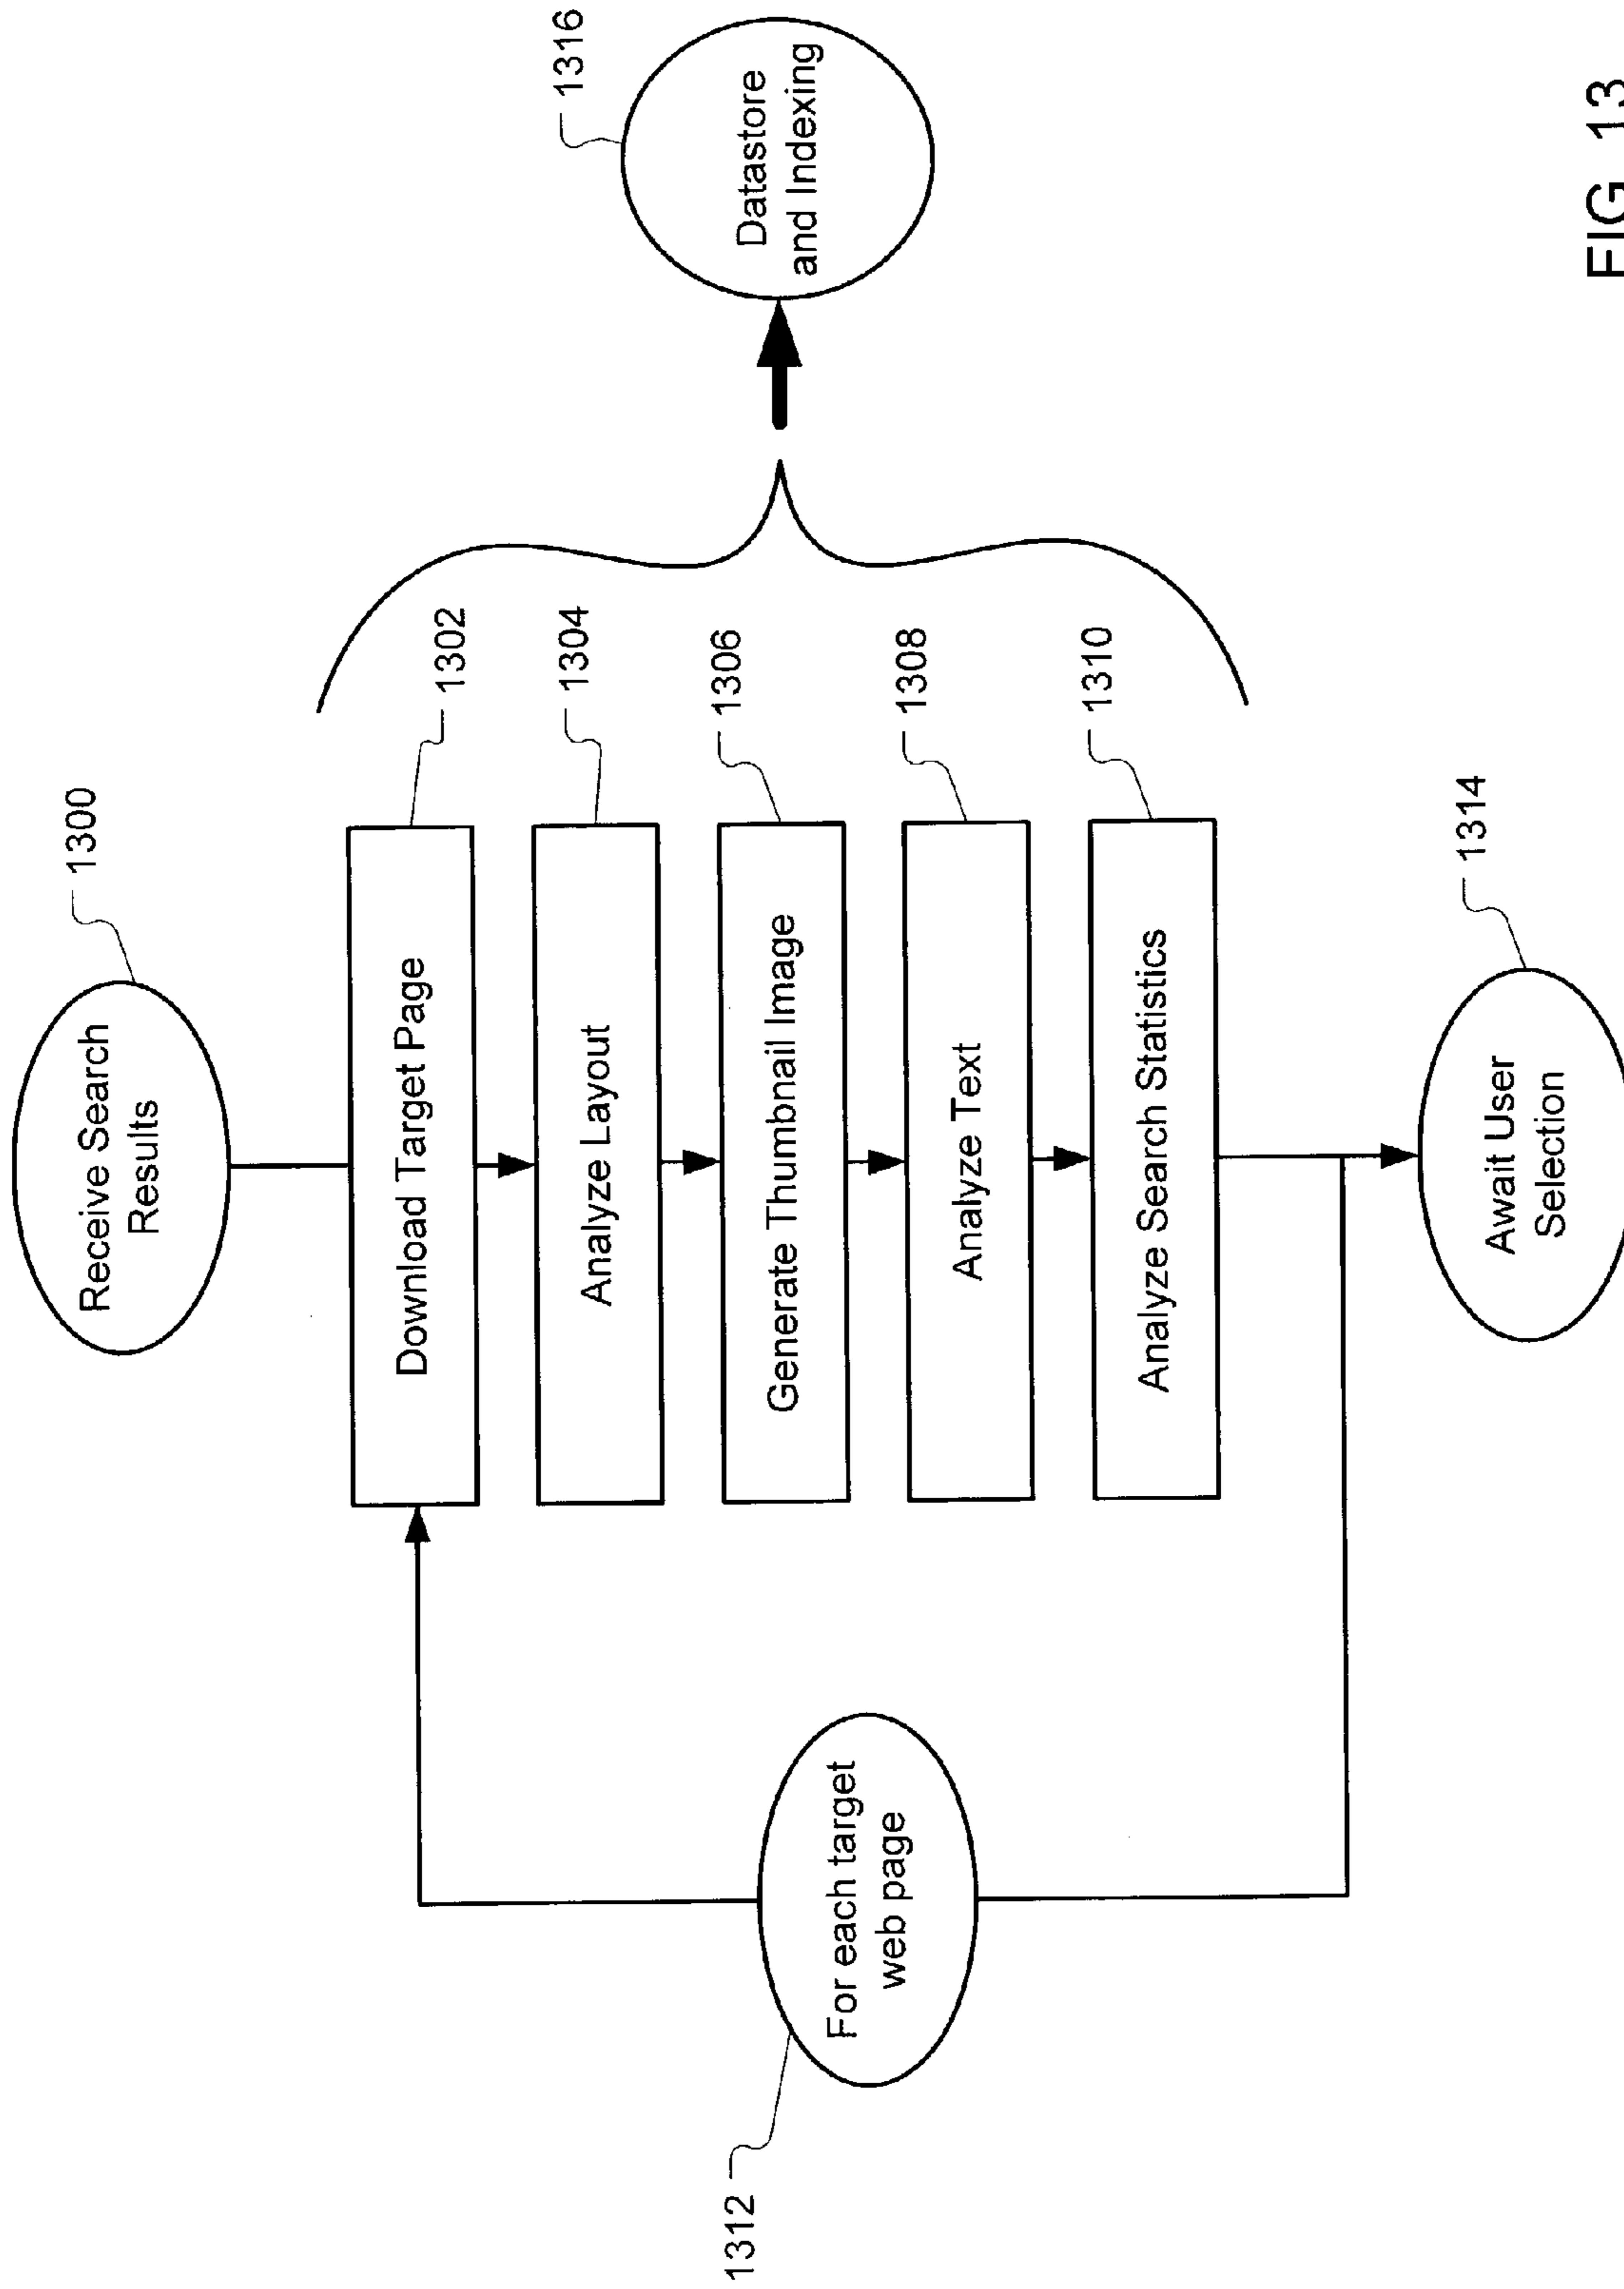 1300
Receive Search
Results
Download Target Page
1302
Analyze Layout
1304
Generate Thumbnail Image
1306
Analyze Text
1308
Analyze Search Statistics
1310
1312
For each target
web page
Await User
Selection
1314
1316
Datastore
and Indexing
FIG. 13